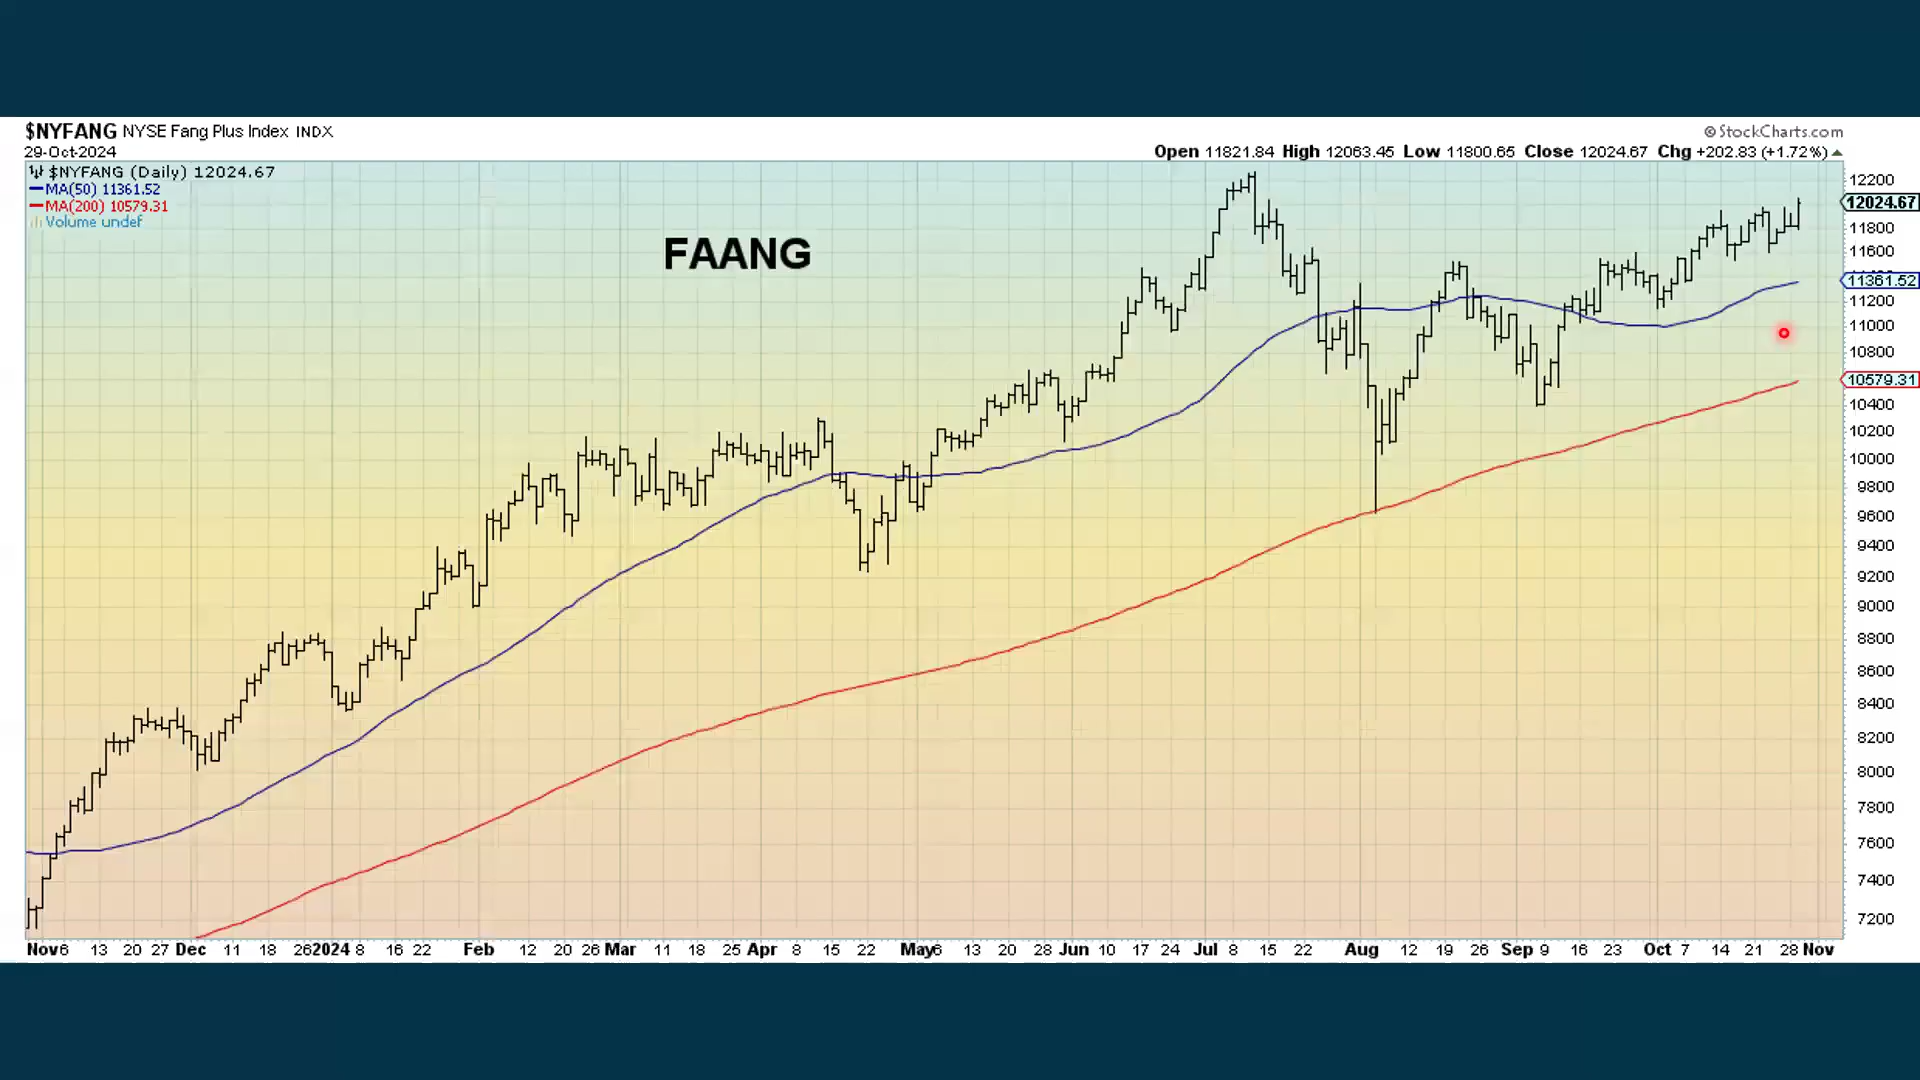 $NYFANG NYSE Fang Plus Index INDX
© StockCharts.com
29-Oct-2024
Open 11821.84 High 12063.45 Low 11800.65 Close 12024.67 Chg +202.83 (+1.72%)
$NYFANG (Daily) 12024.67
MA(50) 11361.52
MA(200) 10579.31
Volume undef
FAANG
12200
12024.67
11800
11600
11361.52
11200
11000
10800
10579.31
10400
10200
10000
9800
9600
9400
9200
9000
8800
8600
8400
8200
8000
7800
7600
7400
7200
Nov 6 13 20 27 Dec 11 18 26 2024 8 16 22 Feb 12 20 26 Mar 11 18 25 Apr 8 15 22 May 6 13 20 28 Jun 10 17 24 Jul 8 15 22 Aug 12 19 26 Sep 9 16 23 Oct 7 14 21 28 Nov